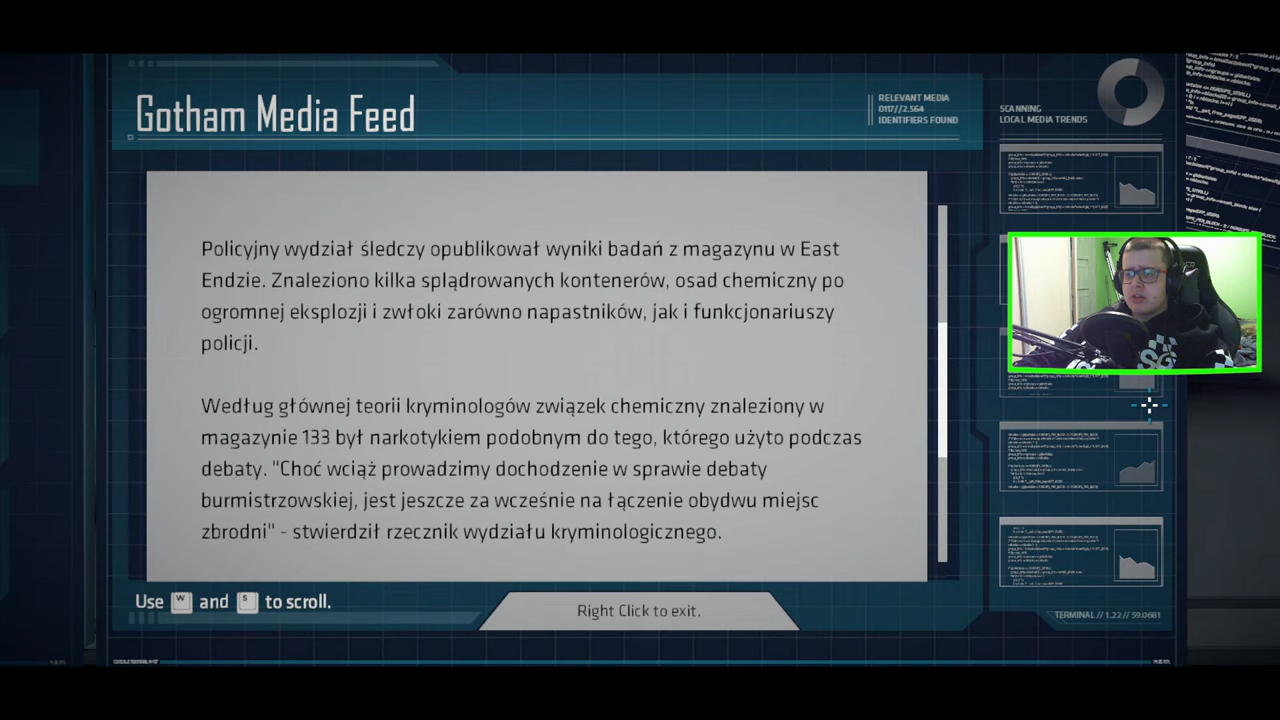 Gotham Media Feed
RELEVANT MEDIA
0117//2.564
IDENTIFIERS FOUND
SCANNING
LOCAL MEDIA TRENDS
Policyjny wydział śledczy opublikował wyniki badań z magazynu w East
Endzie. Znaleziono kilka splądrowanych kontenerów, osad chemiczny po
ogromnej eksplozji i zwłoki zarówno napastników, jak i funkcjonariuszy
policji.
Według głównej teorii kryminologów związek chemiczny znaleziony w
magazynie 133 był narkotykiem podobnym do tego, którego użyto podczas
debaty. "Chow ociaż prowadzimy dochodzenie w sprawie debaty
burmistrzowskiej, jest jeszcze za wcześnie na łączenie obydwu miejsc
zbrodni" - stwiedził rzecznik wydziału kryminologicznego.
Use W and S to scroll.
Right Click to exit.
TERMINAL // 1.22 // 59.0681